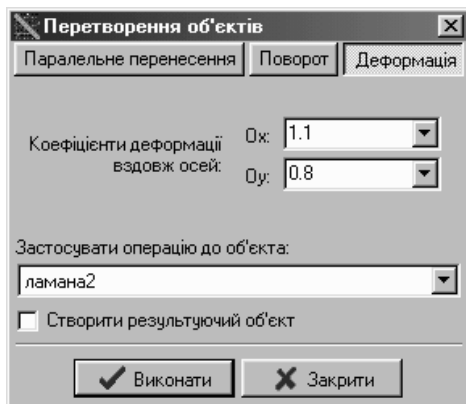 Перетворення об'єктів
Паралельне перенесення Поворот Деформація
Коефіцієнти деформації
вздовж осей:
Ox: 1.1
Oy: 0.8
Застосувати операцію до об'єкта:
ламана2
Створити результуючий об'єкт
Виконати Закрити